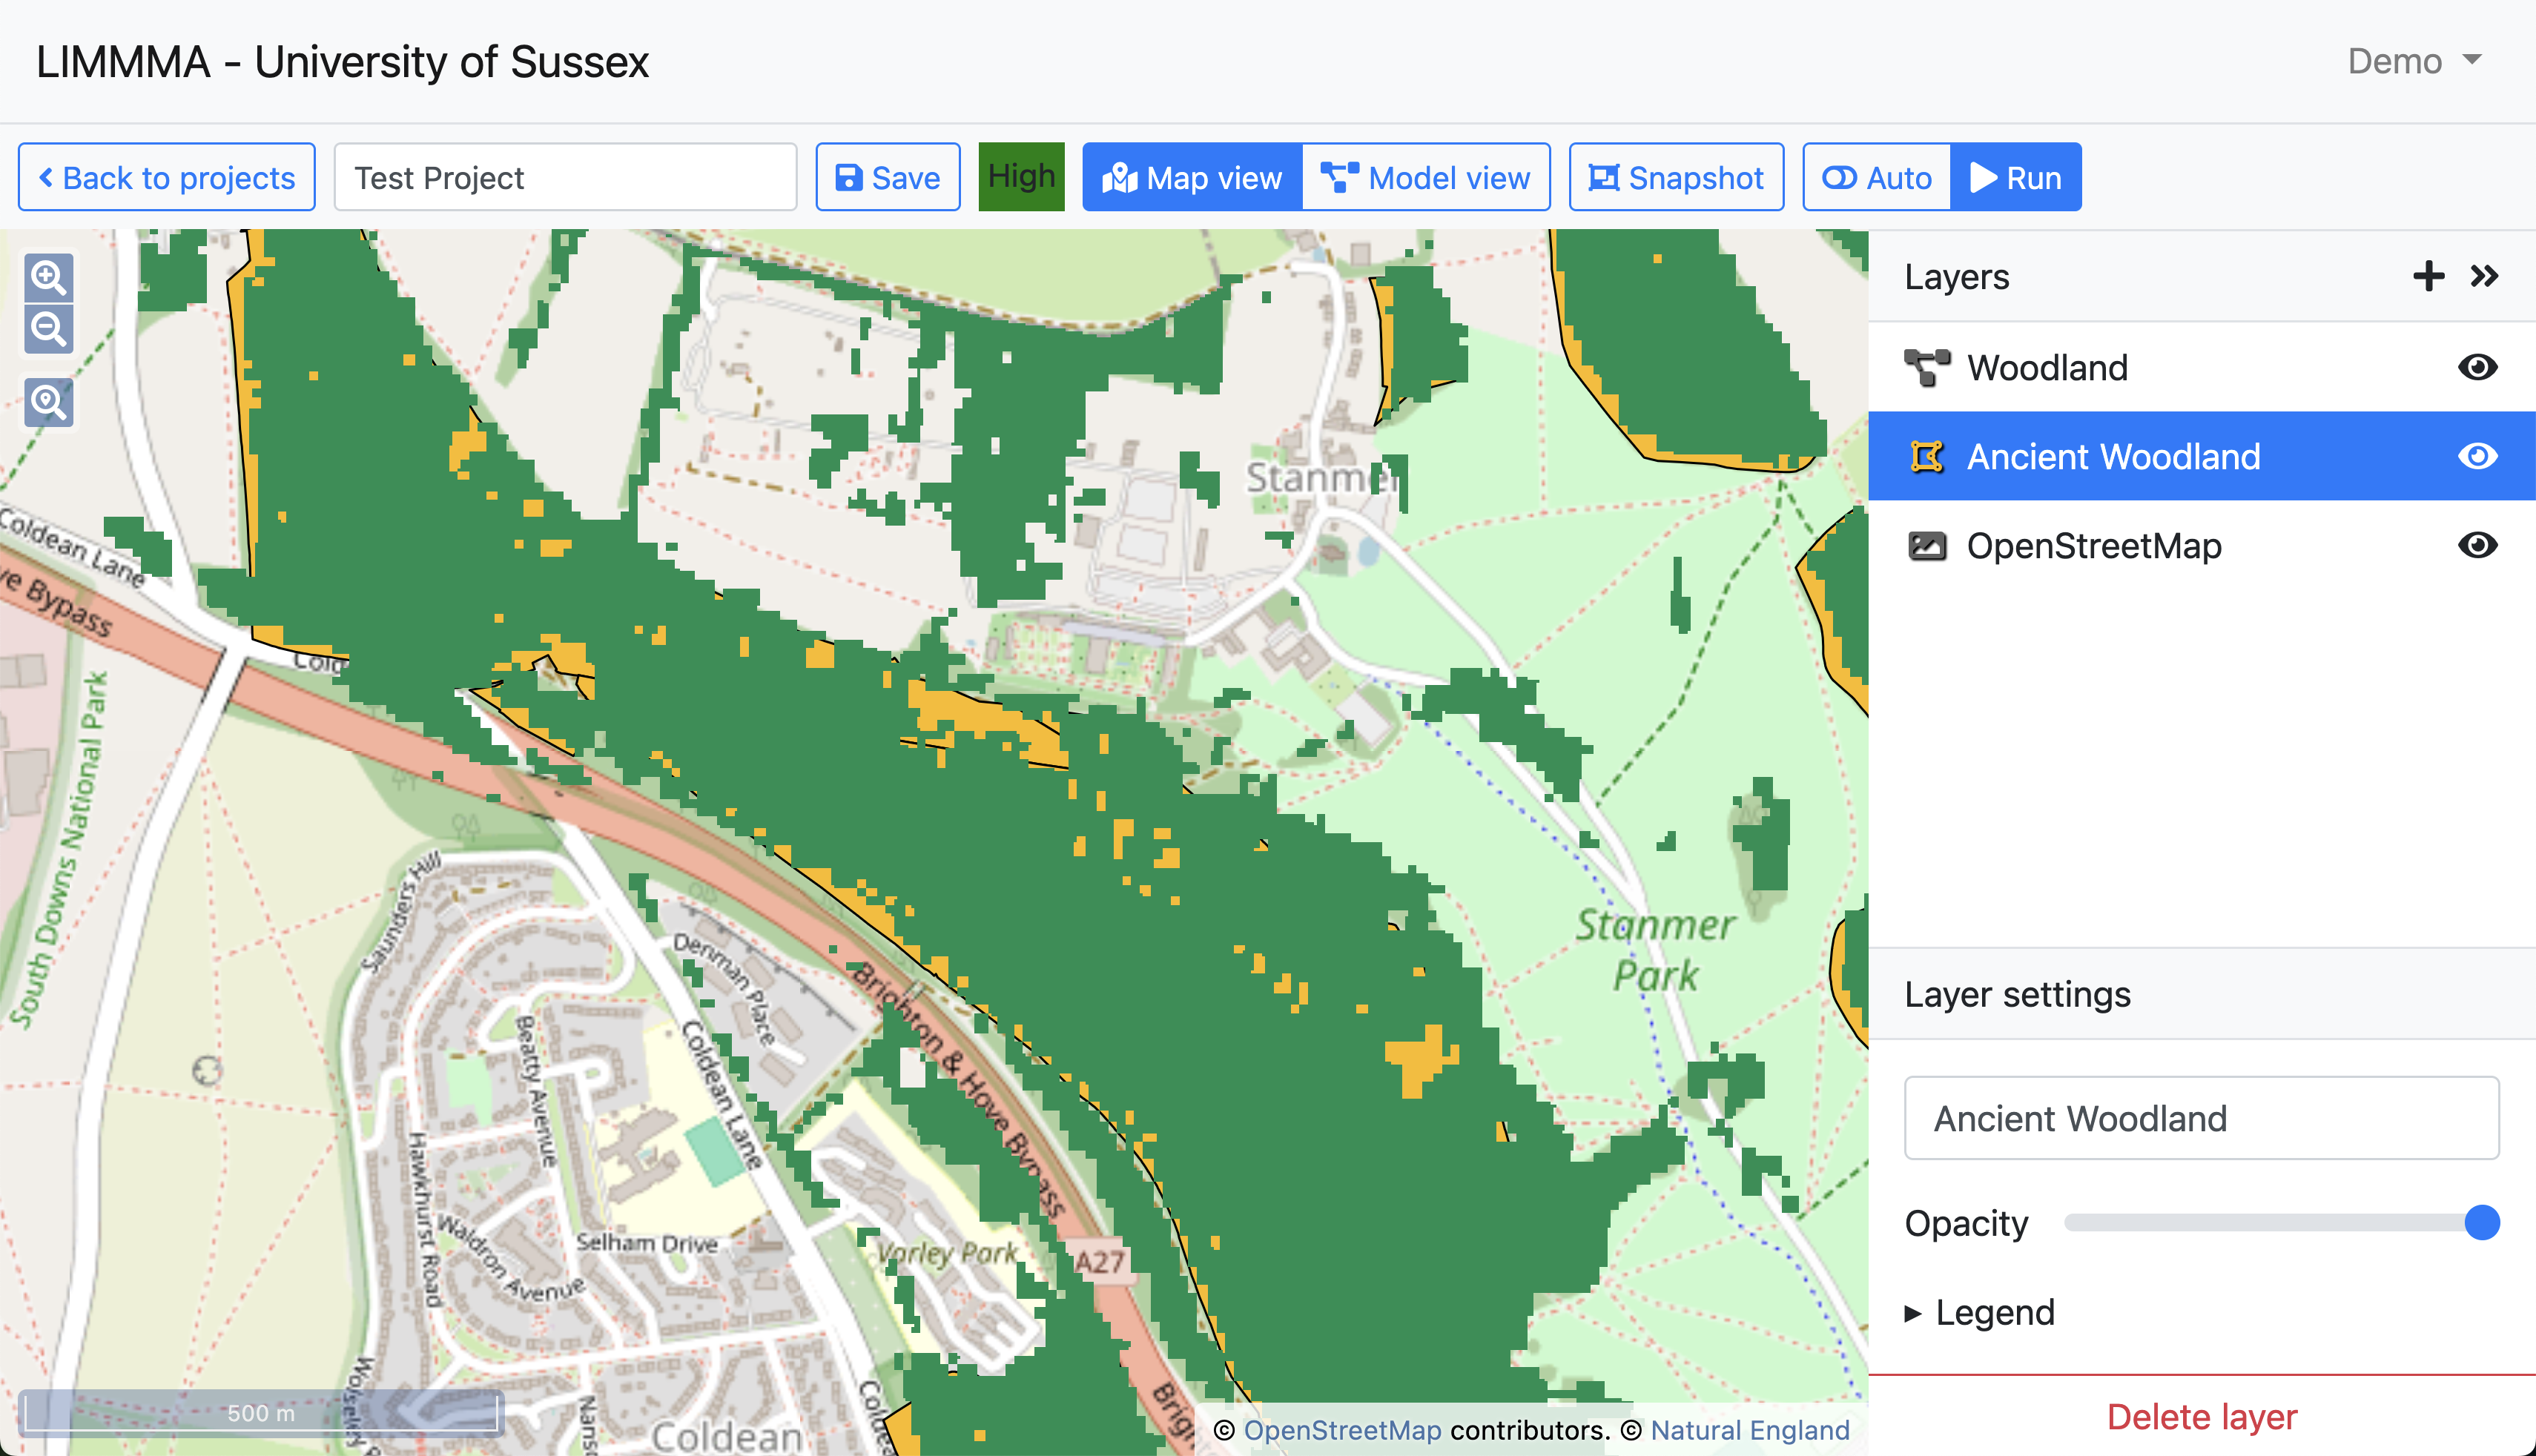 LIMMMA - University of Sussex
Demo
Back to projects
Test Project
Save
High
Map view
Model view
Snapshot
Auto
Run
Layers
Woodland
Ancient Woodland
OpenStreetMap
Layer settings
Ancient Woodland
Opacity
Legend
Delete layer
Stanmer
Coldean Lane
ve Bypass
Cold
South Downs National Park
Saunders Hill
Denman Place
Brighton & Hove Bypass
Stanmer
Park
Beatty Avenue
Coldean Lane
Hawkhurst Road
Waldron Avenue
Selham Drive
Varley Park
A27
Coldean
Coldea
Brigh
500 m
© OpenStreetMap contributors. © Natural England